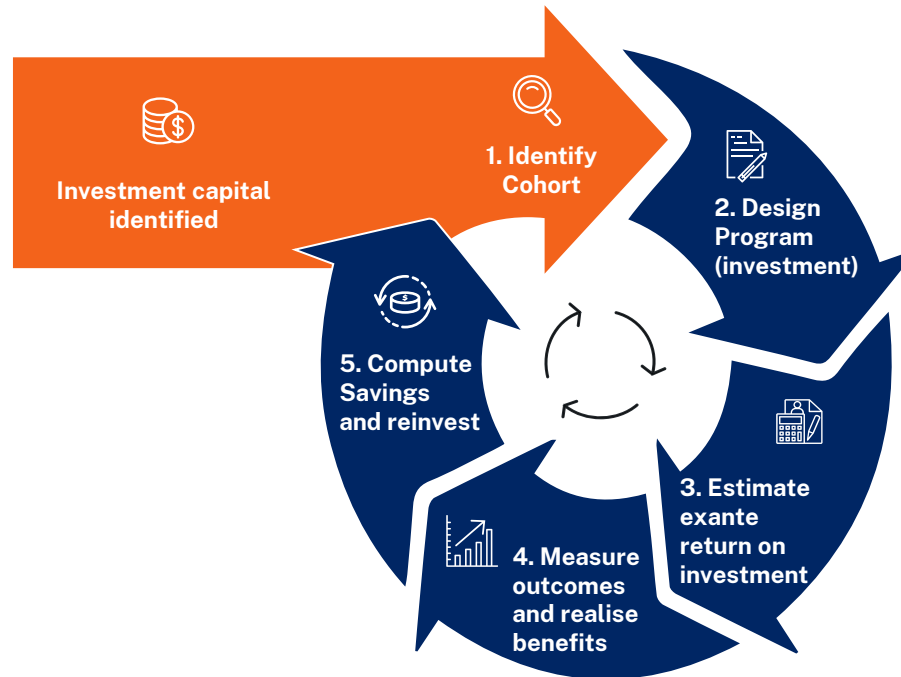 Investment capital
identified
1. Identify
Cohort
2. Design
Program
(investment)
3. Estimate
exante
return on
investment
4. Measure
outcomes
and realise
benefits
5. Compute
Savings
and reinvest